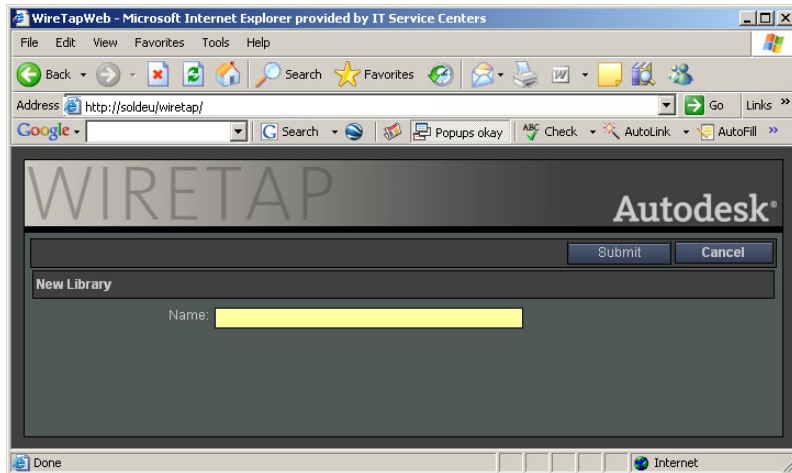 WireTapWeb - Microsoft Internet Explorer provided by IT Service Centers
File Edit View Favorites Tools Help
Back Search Favorites
Address http://soldeu/wiretap/ Go Links »
Google Search Popups okay ABC Check AutoLink AutoFill »
WIRETAP Autodesk®
Submit Cancel
New Library
Name:
Done Internet